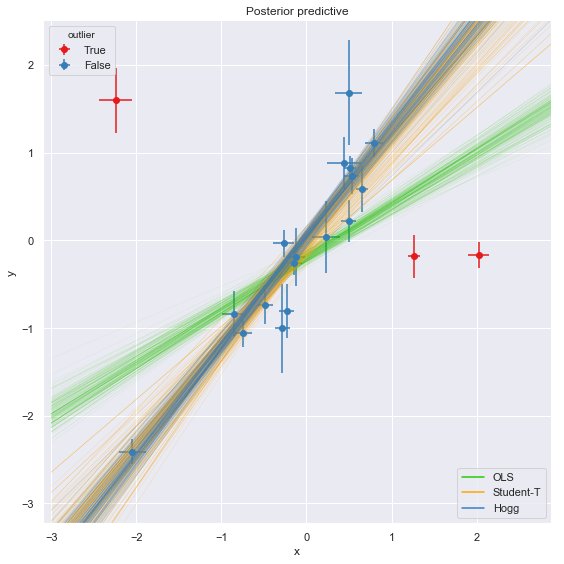 Posterior predictive
outlier
True
False
2
1
0
−1
−2
−3
y
−3 −2 −1 0 1 2
x
OLS
Student-T
Hogg